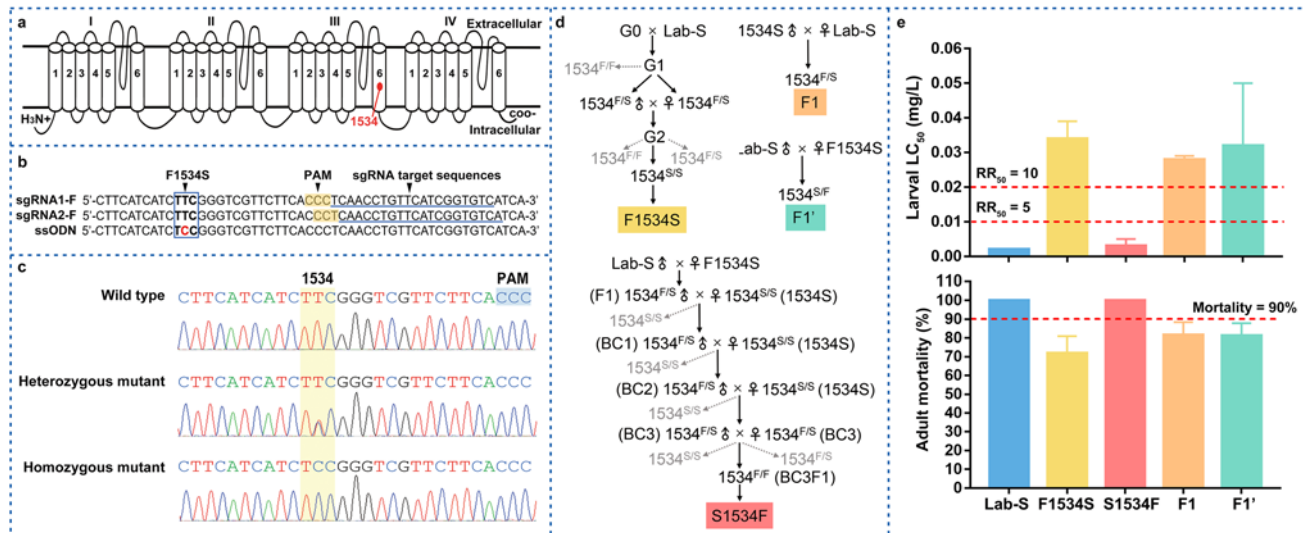 a
I II III IV Extracellular
1 2 3 4 5 6 1 2 3 4 5 6 1 2 3 4 5 6 1 2 3 4 5 6
H3N+ 1534 coo-
Intracellular
b
F1534S PAM sgRNA target sequences
sgRNA1-F 5'-CTTCATCATCTTCGGGTCGTTCTTCACCCTCAACCTGTTCATCGGTGTCATCA-3'
sgRNA2-F 5'-CTTCATCATCTTCGGGTCGTTCTTCACCCTCAACCTGTTCATCGGTGTCATCA-3'
ssODN 5'-CTTCATCATCTCCGGGTCGTTCTTCACCCTCAACCTGTTCATCGGTGTCATCA-3'
c
1534 PAM
Wild type CTTCATCATCTTCGGGTCGTTCTTCACCC
Heterozygous mutant CTTCATCATCTTCGGGTCGTTCTTCACCC
Homozygous mutant CTTCATCATCTCCGGGTCGTTCTTCACCC
d
G0 × Lab-S
1534F/F G1
1534F/S ♂ × ♀ 1534F/S
G2
1534F/F 1534F/S
1534S/S
F1534S
1534S ♂ × ♀ Lab-S
1534F/S
F1
Lab-S ♂ × ♀ F1534S
1534S/F
F1'
Lab-S ♂ × ♀ F1534S
(F1) 1534F/S ♂ × ♀ 1534S/S (1534S)
1534S/S
(BC1) 1534F/S ♂ × ♀ 1534S/S (1534S)
1534S/S
(BC2) 1534F/S ♂ × ♀ 1534S/S (1534S)
1534S/S
(BC3) 1534F/S ♂ × ♀ 1534F/S (BC3)
1534S/S 1534F/S
1534F/F (BC3F1)
S1534F
e
Larval LC50 (mg/L)
0.06
0.05
0.04
0.03
0.02
0.01
0.00
RR50 = 10
RR50 = 5
Adult mortality (%)
110
100
90
80
70
60
50
40
30
20
10
0
Mortality = 90%
Lab-S F1534S S1534F F1 F1'